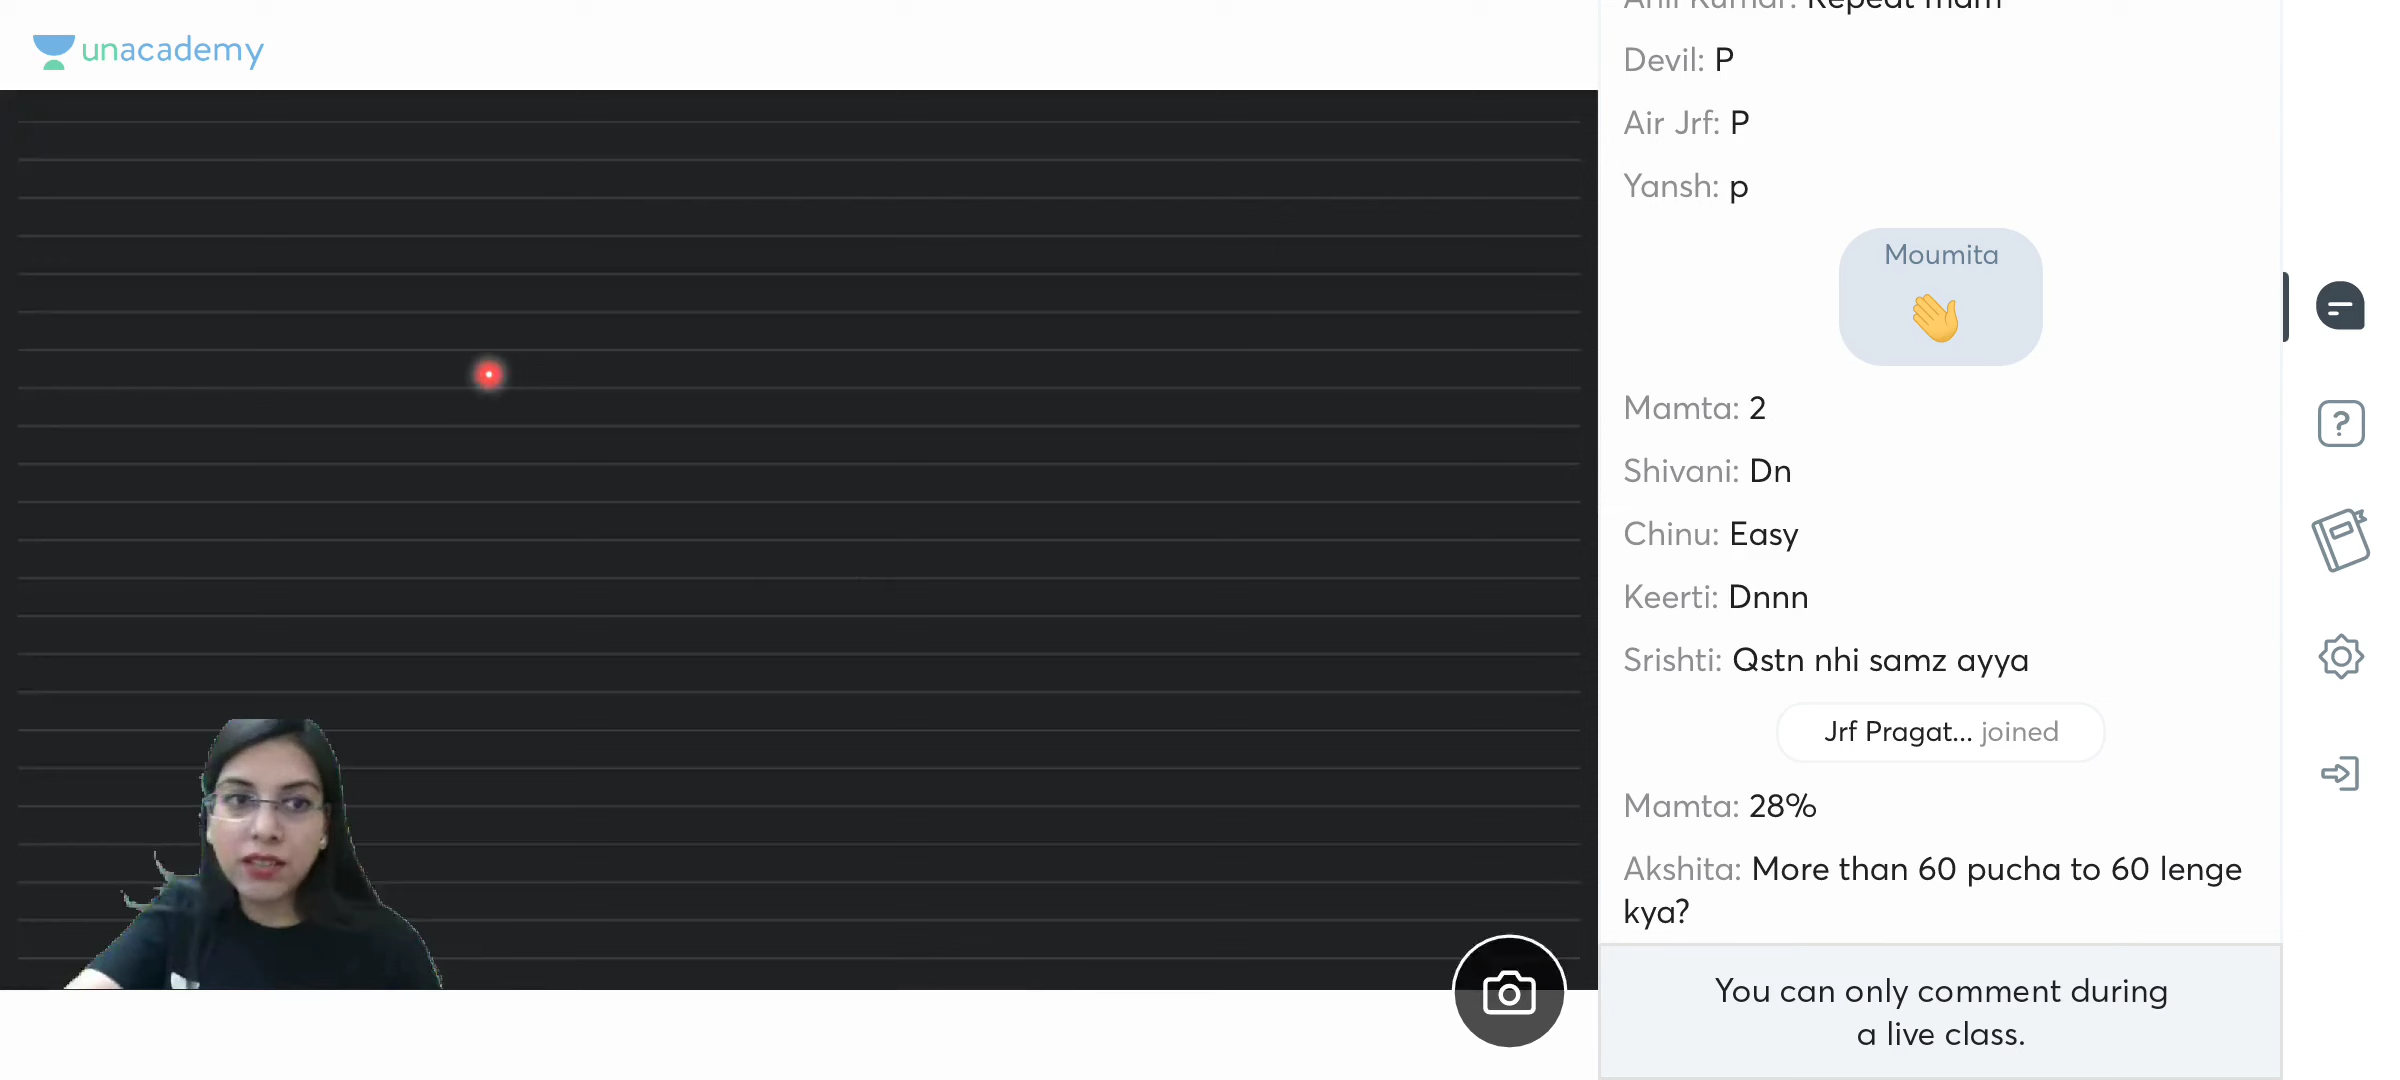 unacademy
Devil: P
Air Jrf: P
Yansh: p
Moumita
Mamta: 2
Shivani: Dn
Chinu: Easy
Keerti: Dnnn
Srishti: Qstn nhi samz ayya
Jrf Pragat... joined
Mamta: 28%
Akshita: More than 60 pucha to 60 lenge
kya?
You can only comment during
a live class.